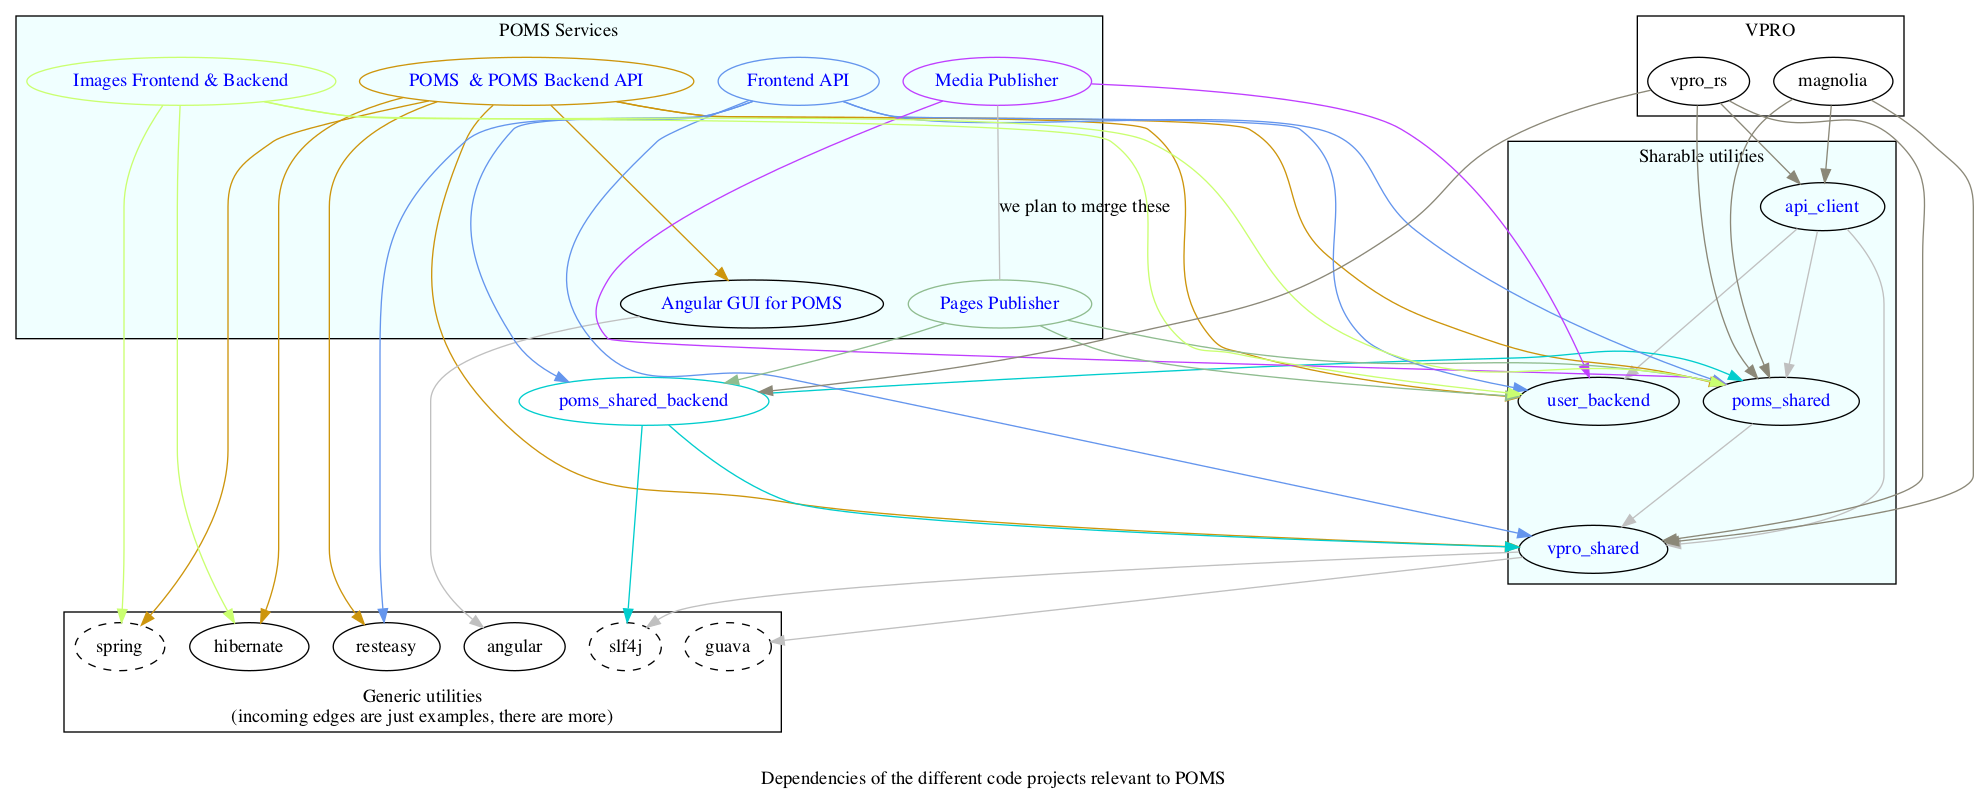 POMS Services
VPRO
Images Frontend & Backend
POMS  & POMS Backend API
Frontend API
Media Publisher
vpro_rs
magnolia
Sharable utilities
api_client
we plan to merge these
Angular GUI for POMS
Pages Publisher
poms_shared_backend
user_backend
poms_shared
vpro_shared
spring
hibernate
resteasy
angular
slf4j
guava
Generic utilities
(incoming edges are just examples, there are more)
Dependencies of the different code projects relevant to POMS